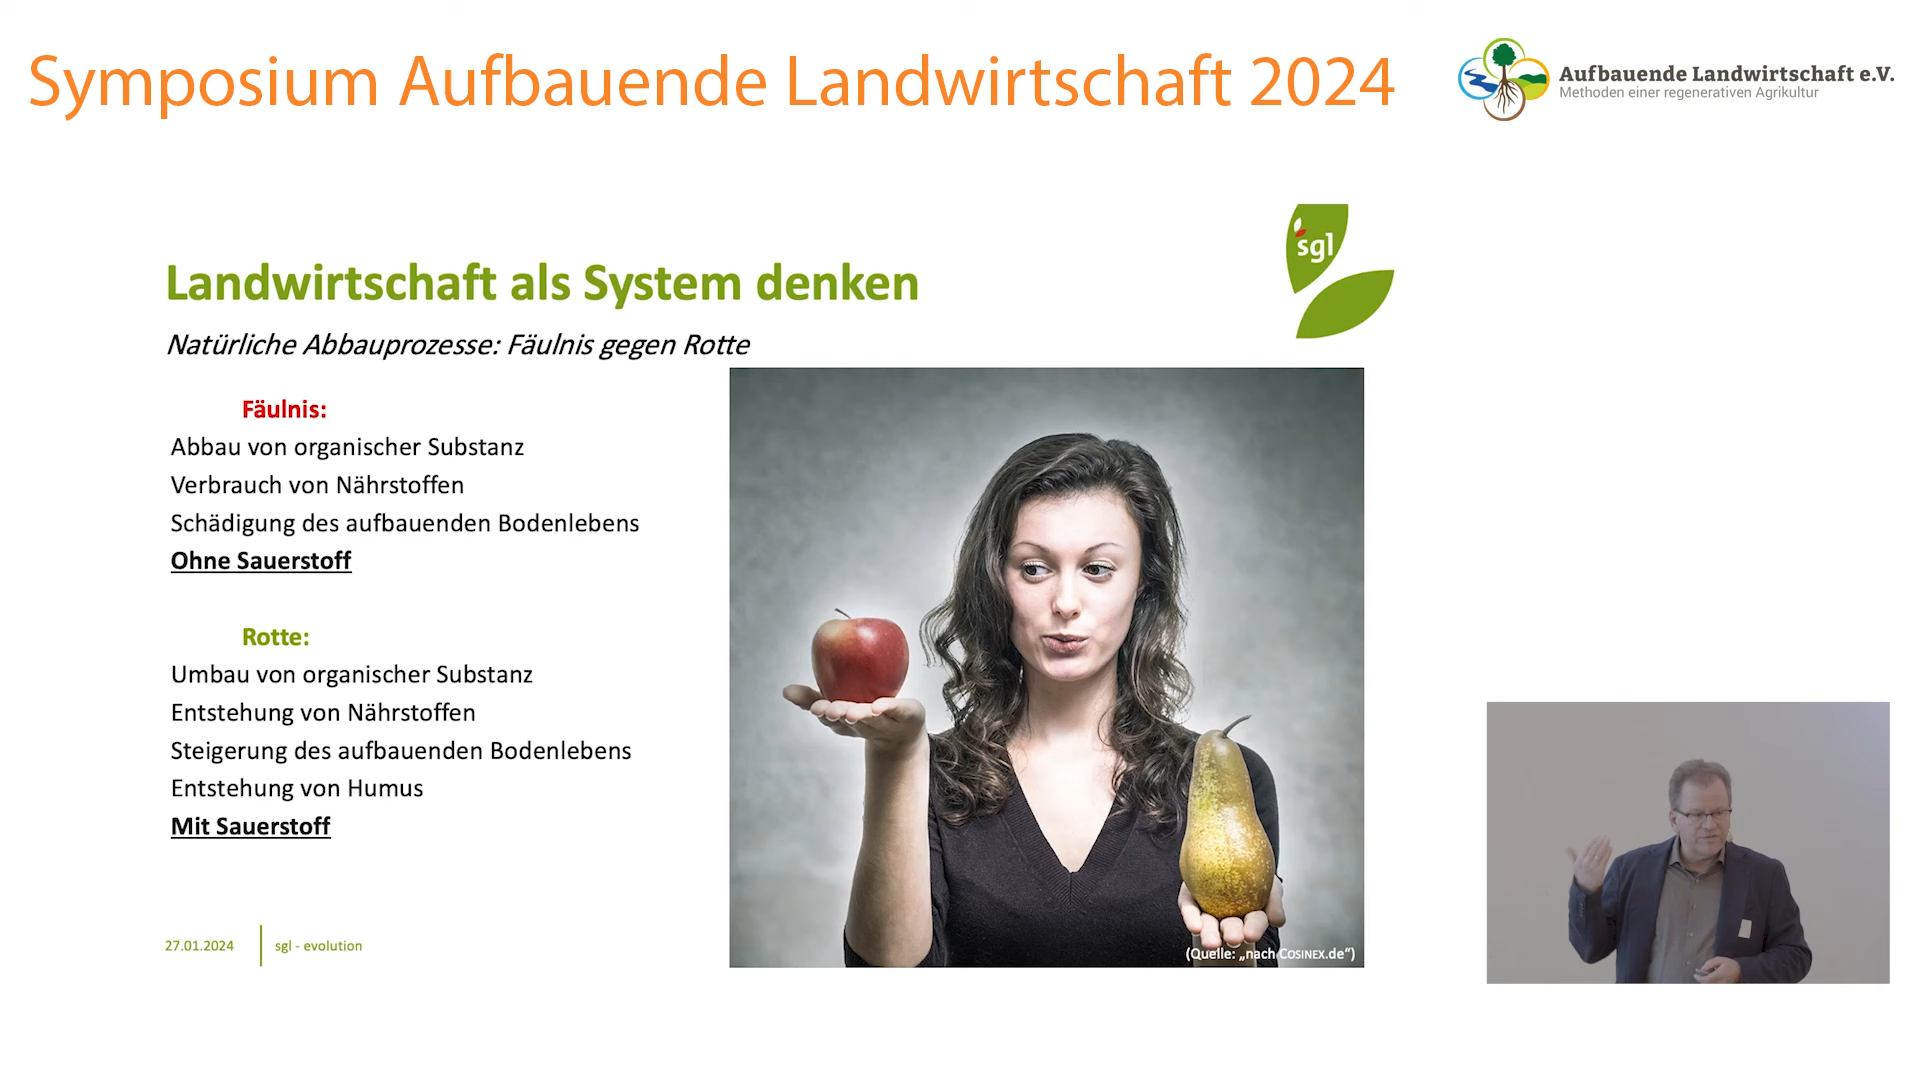 Symposium Aufbauende Landwirtschaft 2024
Aufbauende Landwirtschaft e.V.
Methoden einer regenerativen Agrikultur
sgl
Landwirtschaft als System denken
Natürliche Abbauprozesse: Fäulnis gegen Rotte
Fäulnis:
Abbau von organischer Substanz
Verbrauch von Nährstoffen
Schädigung des aufbauenden Bodenlebens
Ohne Sauerstoff
Rotte:
Umbau von organischer Substanz
Entstehung von Nährstoffen
Steigerung des aufbauenden Bodenlebens
Entstehung von Humus
Mit Sauerstoff
(Quelle: „nach COSINEX.de“)
27.01.2024
sgl - evolution